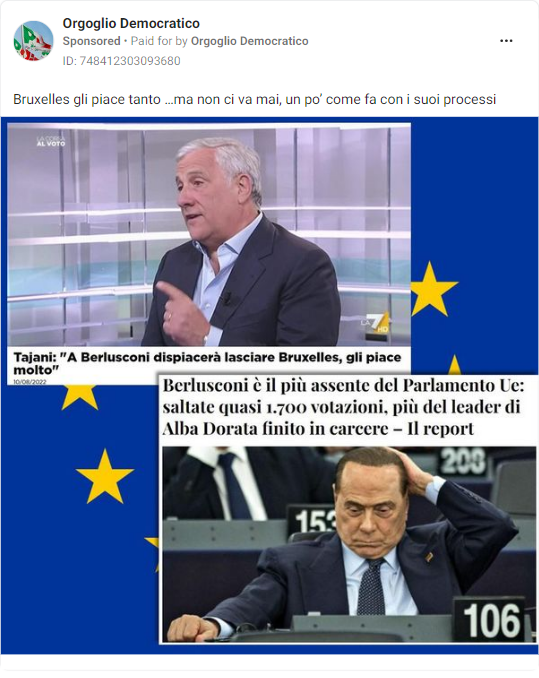 Orgoglio Democratico
Sponsored • Paid for by Orgoglio Democratico
ID: 748412303093680
Bruxelles gli piace tanto ...ma non ci va mai, un po' come fa con i suoi processi
LA CORSA
AL VOTO
LA7 HD
Tajani: "A Berlusconi dispiacerà lasciare Bruxelles, gli piace
molto"
10/08/2022
Berlusconi è il più assente del Parlamento Ue:
saltate quasi 1.700 votazioni, più del leader di
Alba Dorata finito in carcere – Il report
208
153
106